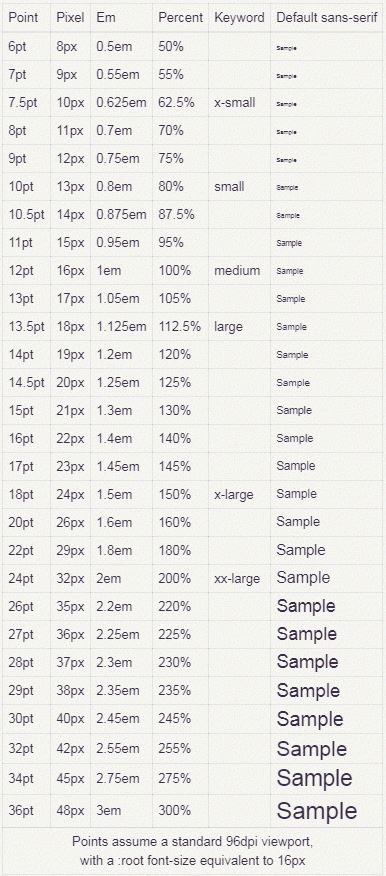 Point Pixel Em Percent Keyword Default sans-serif
6pt 8px 0.5em 50% Sample
7pt 9px 0.55em 55% Sample
7.5pt 10px 0.625em 62.5% x-small Sample
8pt 11px 0.7em 70% Sample
9pt 12px 0.75em 75% Sample
10pt 13px 0.8em 80% small Sample
10.5pt 14px 0.875em 87.5% Sample
11pt 15px 0.95em 95% Sample
12pt 16px 1em 100% medium Sample
13pt 17px 1.05em 105% Sample
13.5pt 18px 1.125em 112.5% large Sample
14pt 19px 1.2em 120% Sample
14.5pt 20px 1.25em 125% Sample
15pt 21px 1.3em 130% Sample
16pt 22px 1.4em 140% Sample
17pt 23px 1.45em 145% Sample
18pt 24px 1.5em 150% x-large Sample
20pt 26px 1.6em 160% Sample
22pt 29px 1.8em 180% Sample
24pt 32px 2em 200% xx-large Sample
26pt 35px 2.2em 220% Sample
27pt 36px 2.25em 225% Sample
28pt 37px 2.3em 230% Sample
29pt 38px 2.35em 235% Sample
30pt 40px 2.45em 245% Sample
32pt 42px 2.55em 255% Sample
34pt 45px 2.75em 275% Sample
36pt 48px 3em 300% Sample
Points assume a standard 96dpi viewport,
with a :root font-size equivalent to 16px